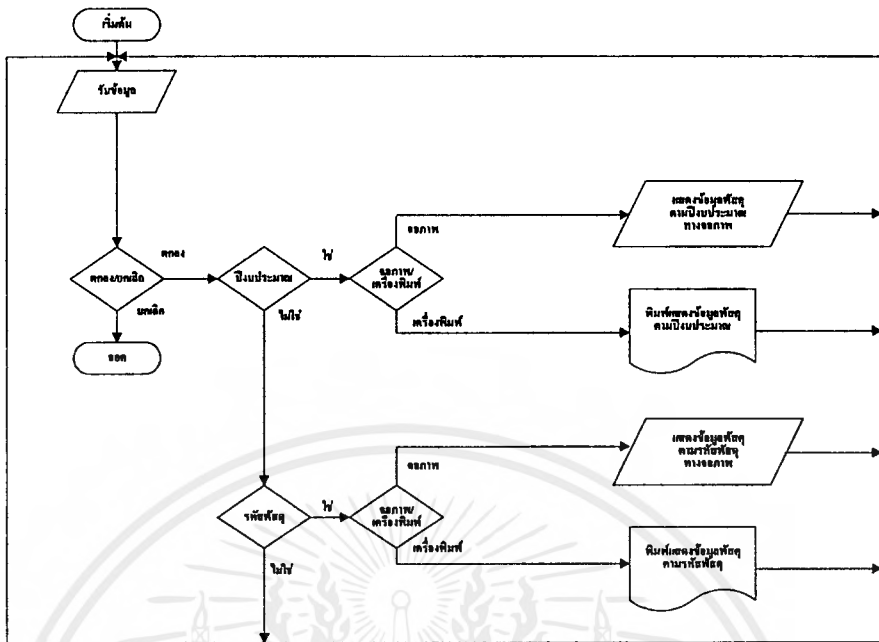 เริ่มต้น
รับข้อมูล
ตกลง/ยกเลิก
ตกลง
ยกเลิก
จอด
ปีงบประมาณ
ใช่
ไม่ใช่
จอภาพ/
เครื่องพิมพ์
จอภาพ
เครื่องพิมพ์
แสดงข้อมูลพัสดุ
ตามปีงบประมาณ
ทางจอภาพ
พิมพ์แสดงข้อมูลพัสดุ
ตามปีงบประมาณ
รหัสพัสดุ
ใช่
ไม่ใช่
จอภาพ/
เครื่องพิมพ์
จอภาพ
เครื่องพิมพ์
แสดงข้อมูลพัสดุ
ตามรหัสพัสดุ
ทางจอภาพ
พิมพ์แสดงข้อมูลพัสดุ
ตามรหัสพัสดุ